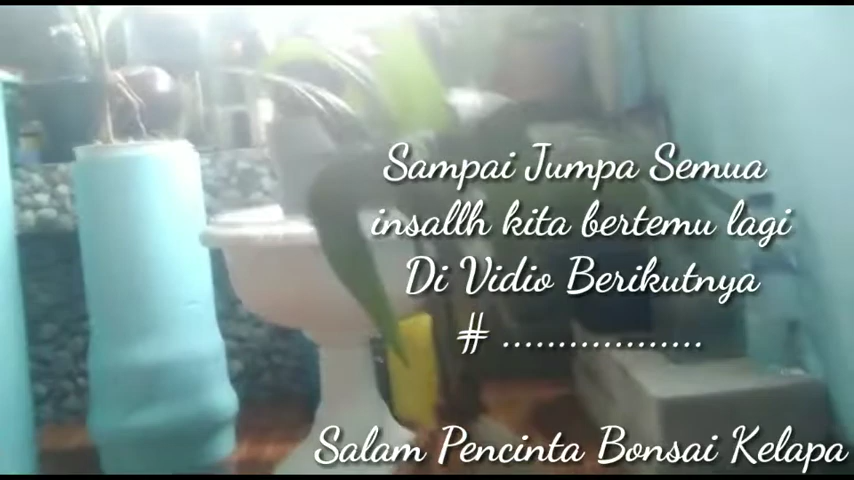 Sampai Jumpa Semua
insallh kita bertemu lagi
Di Vidio Berikutnya
# ..................
Salam Pencinta Bonsai Kelapa